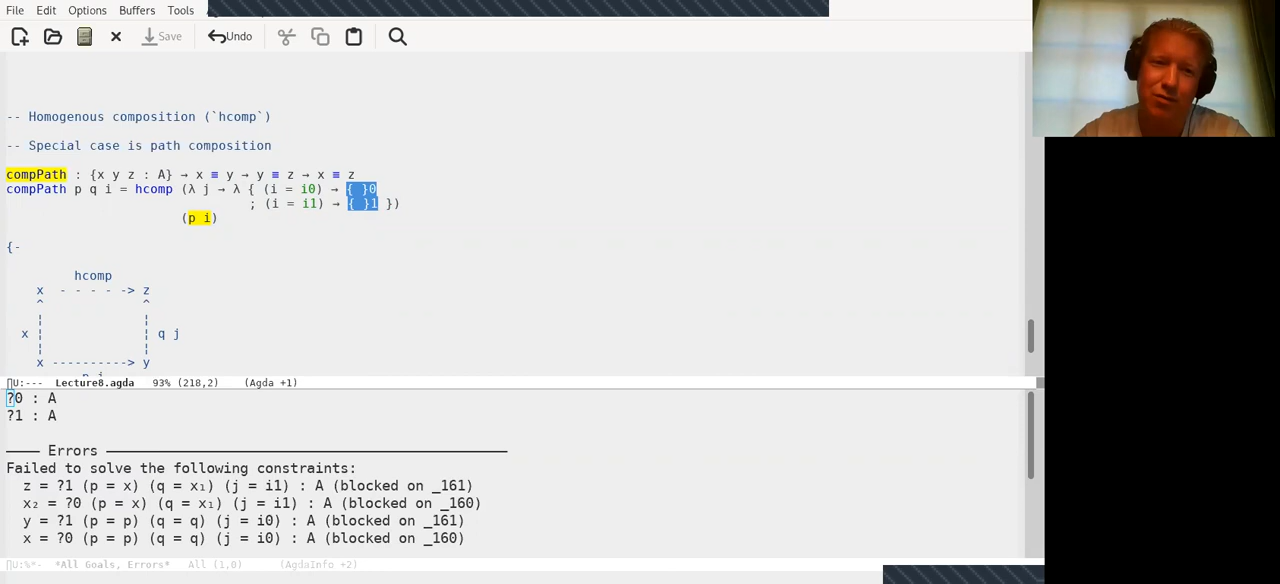 File Edit Options Buffers Tools
Save Undo
-- Homogenous composition (`hcomp`)
-- Special case is path composition
compPath : {x y z : A} → x ≡ y → y ≡ z → x ≡ z
compPath p q i = hcomp (λ j → λ { (i = i0) → { }0
; (i = i1) → { }1 })
(p i)
{-
hcomp
x - - - - -> z
^ ^
¦ ¦
x ¦ ¦ q j
¦ ¦
x ----------> y
U:--- Lecture8.agda 93% (218,2) (Agda +1)
?0 : A
?1 : A
———— Errors ————————————————————————
Failed to solve the following constraints:
z = ?1 (p = x) (q = x₁) (j = i1) : A (blocked on _161)
x₂ = ?0 (p = x) (q = x₁) (j = i1) : A (blocked on _160)
y = ?1 (p = p) (q = q) (j = i0) : A (blocked on _161)
x = ?0 (p = p) (q = q) (j = i0) : A (blocked on _160)
U:%*- *All Goals, Errors* All (1,0) (AgdaInfo +2)